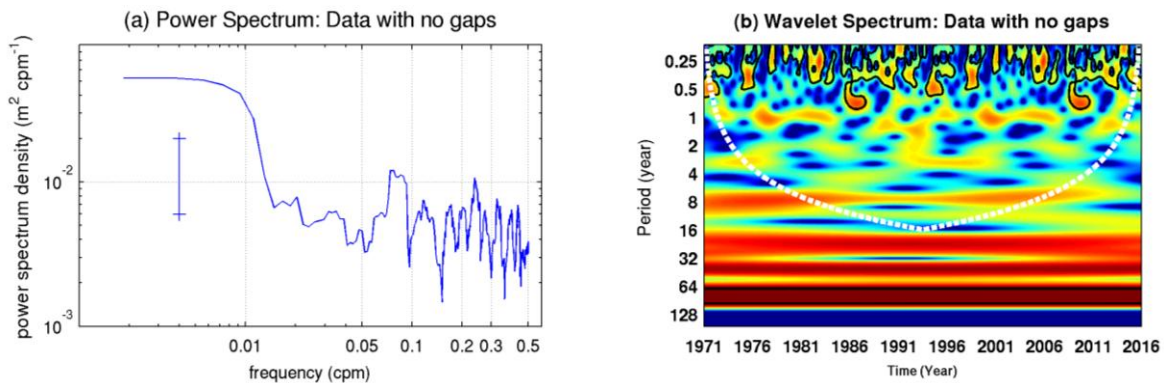 (a) Power Spectrum: Data with no gaps
power spectrum density (m² cpm⁻¹)
10⁻²
10⁻³
0.01
0.05
0.1
0.2
0.3
0.5
frequency (cpm)
(b) Wavelet Spectrum: Data with no gaps
Period (year)
0.25
0.5
1
2
4
8
16
32
64
128
1971 1976 1981 1986 1991 1996 2001 2006 2011 2016
Time (Year)